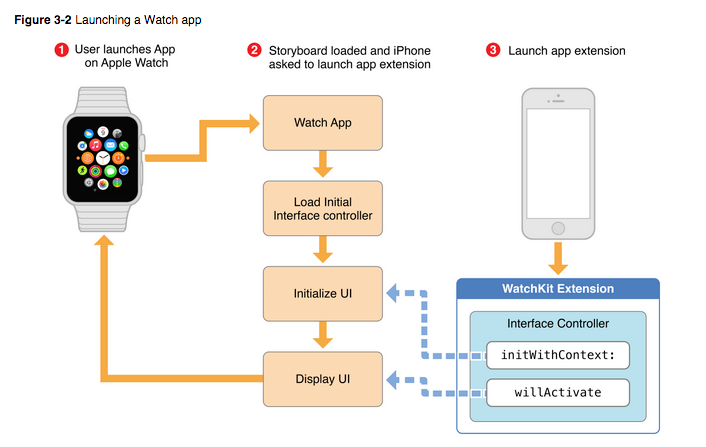 Figure 3-2 Launching a Watch app
1 User launches App
on Apple Watch
2 Storyboard loaded and iPhone
asked to launch app extension
3 Launch app extension
Watch App
Load Initial
Interface controller
Initialize UI
Display UI
WatchKit Extension
Interface Controller
initWithContext:
willActivate